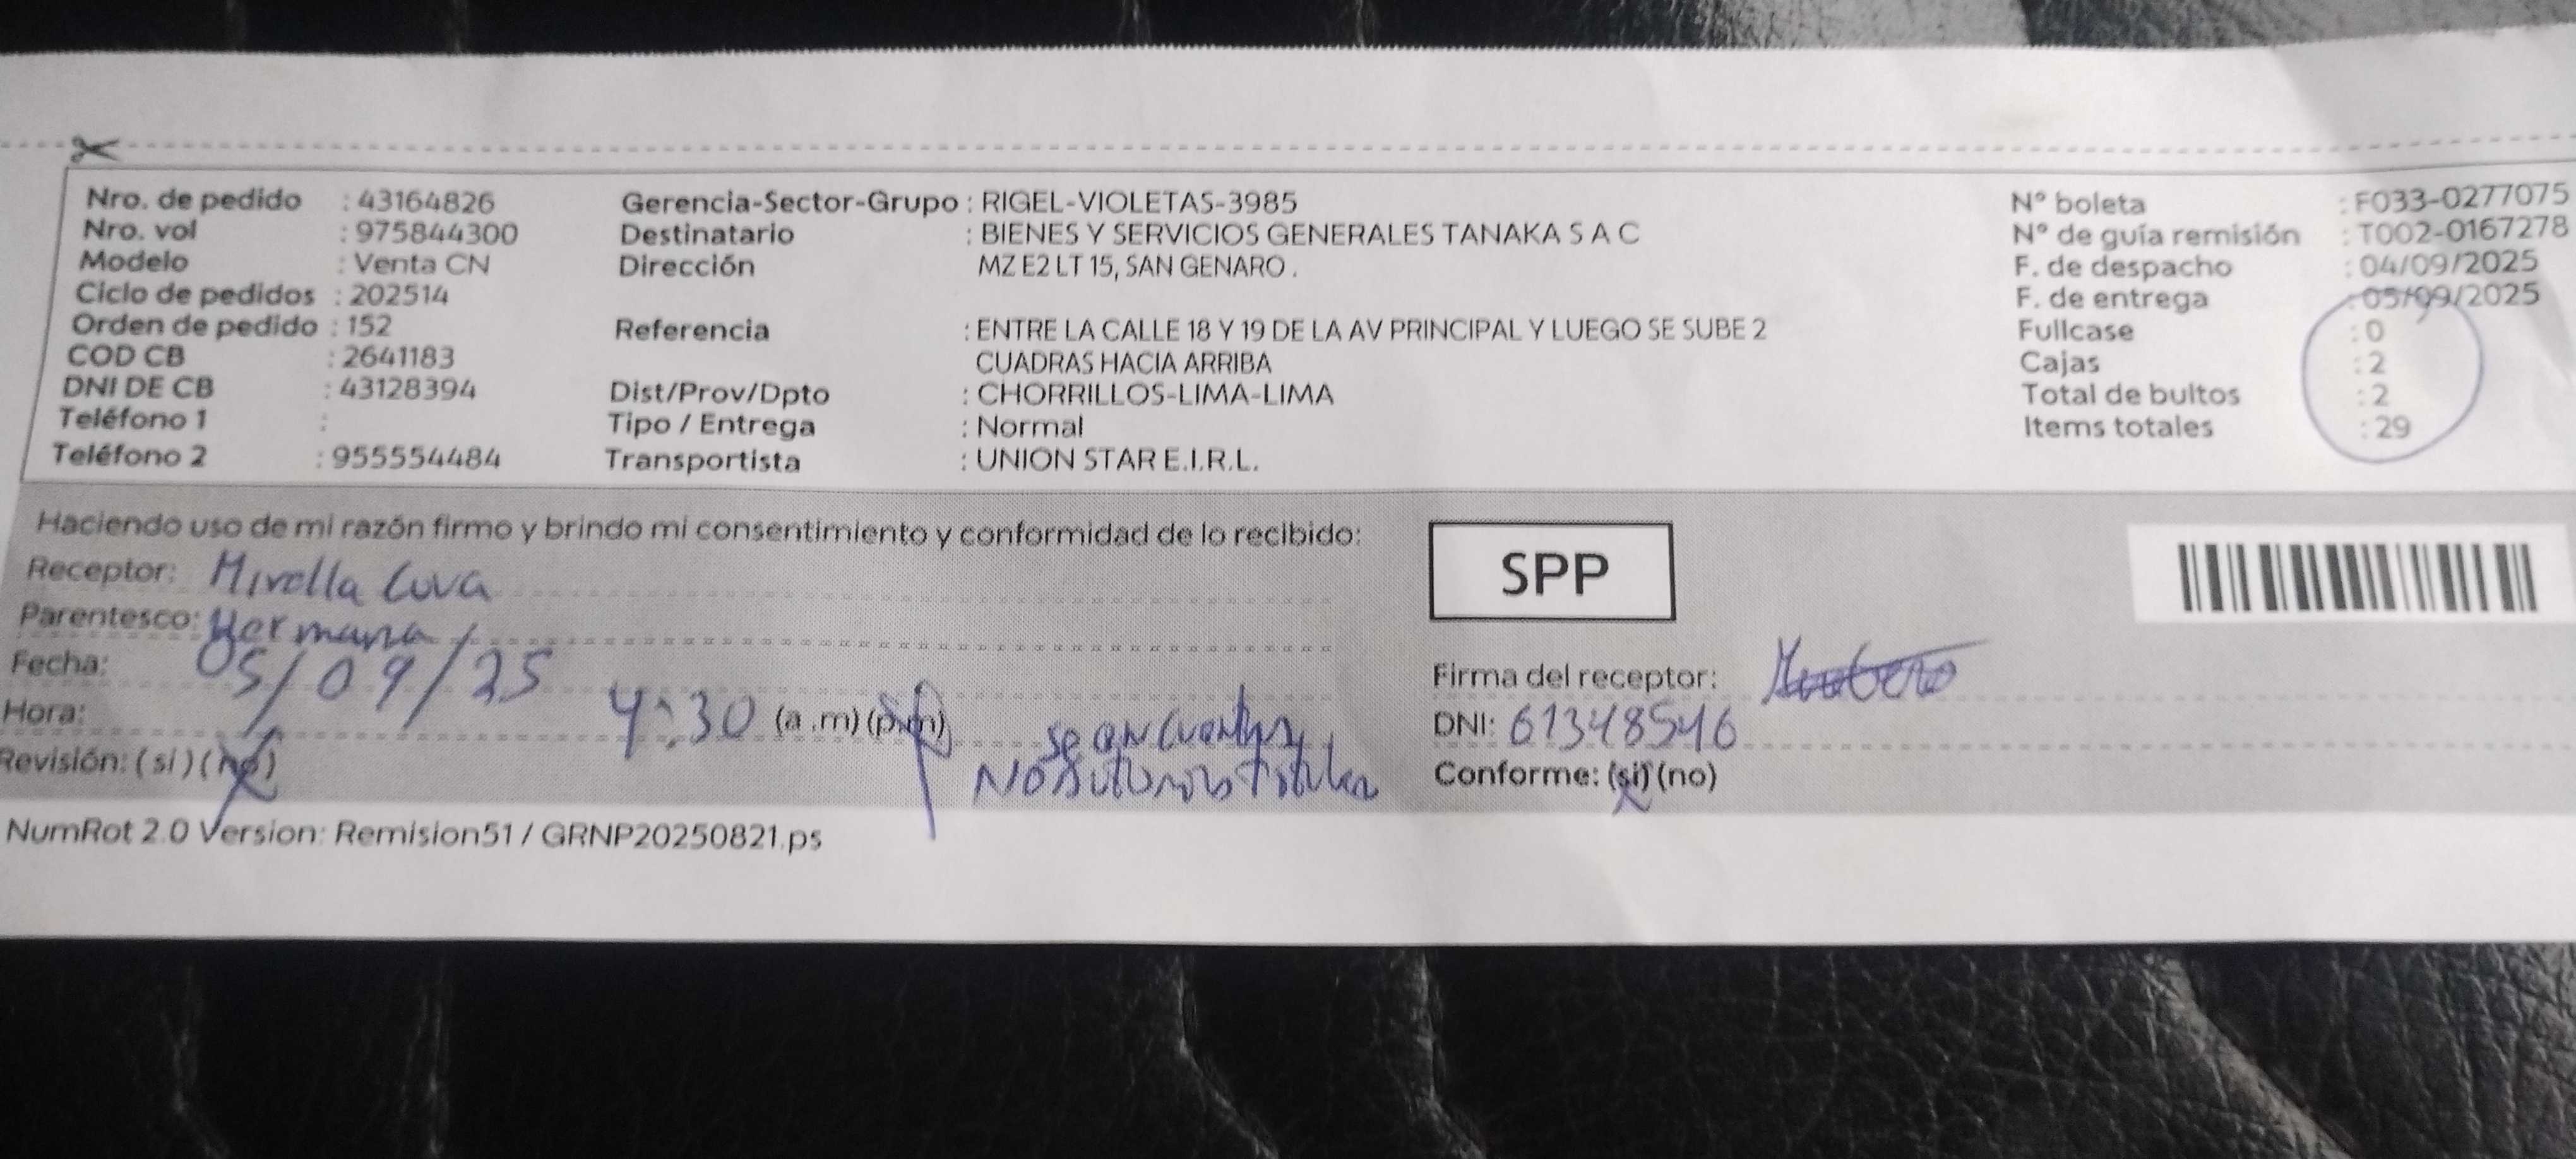 Nro. de pedido : 43164826 Gerencia-Sector-Grupo : RIGEL-VIOLETAS-3985 N° boleta : F033-0277075
Nro. vol : 975844300 Destinatario : BIENES Y SERVICIOS GENERALES TANAKA S A C N° de guía remisión : T002-0167278
Modelo : Venta CN Dirección MZ E2 LT 15, SAN GENARO . F. de despacho : 04/09/2025
Ciclo de pedidos : 202514 F. de entrega : 05/09/2025
Orden de pedido : 152 Referencia : ENTRE LA CALLE 18 Y 19 DE LA AV PRINCIPAL Y LUEGO SE SUBE 2 Fullcase : 0
COD CB : 2641183 CUADRAS HACIA ARRIBA Cajas : 2
DNI DE CB : 43128394 Dist/Prov/Dpto : CHORRILLOS-LIMA-LIMA Total de bultos : 2
Teléfono 1 : Tipo / Entrega : Normal Items totales : 29
Teléfono 2 : 955554484 Transportista : UNION STAR E.I.R.L.
Haciendo uso de mi razón firmo y brindo mi consentimiento y conformidad de lo recibido:
SPP
Receptor: Mirella
Parentesco: Hermana
Fecha: 05/09/25 Firma del receptor:
Hora: 4:30 (a .m) (p.m) se DNI: 61348546
Revisión: (si) (no) No Conforme: (si) (no)
NumRot 2.0 Version: Remision51 / GRNP20250821.ps